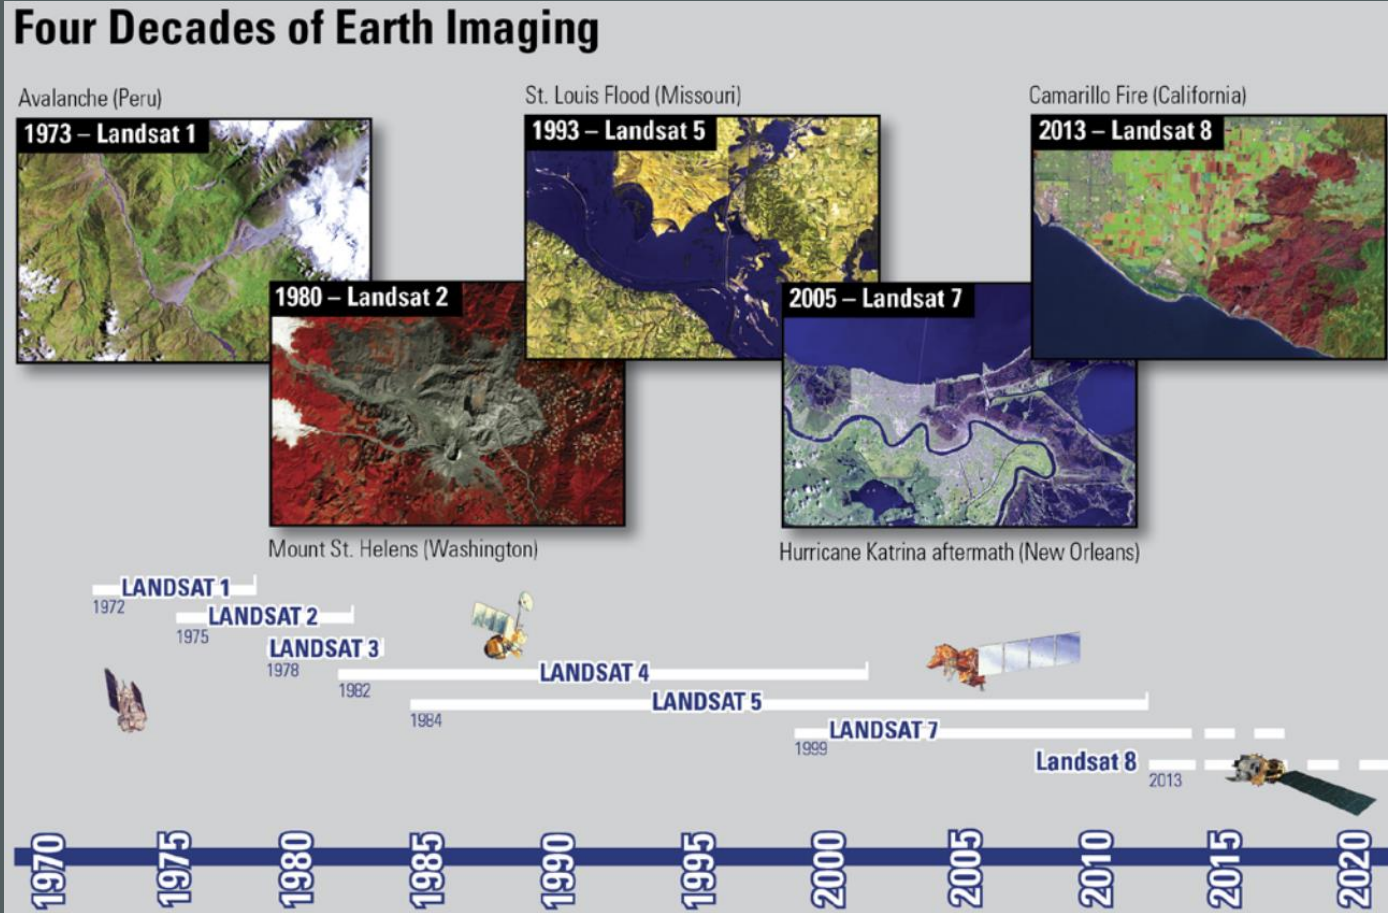 Four Decades of Earth Imaging
Avalanche (Peru)
1973 – Landsat 1
St. Louis Flood (Missouri)
1993 – Landsat 5
Camarillo Fire (California)
2013 – Landsat 8
1980 – Landsat 2
Mount St. Helens (Washington)
2005 – Landsat 7
Hurricane Katrina aftermath (New Orleans)
LANDSAT 1
1972
LANDSAT 2
1975
LANDSAT 3
1978
LANDSAT 4
1982
LANDSAT 5
1984
LANDSAT 7
1999
Landsat 8
2013
1970 1975 1980 1985 1990 1995 2000 2005 2010 2015 2020